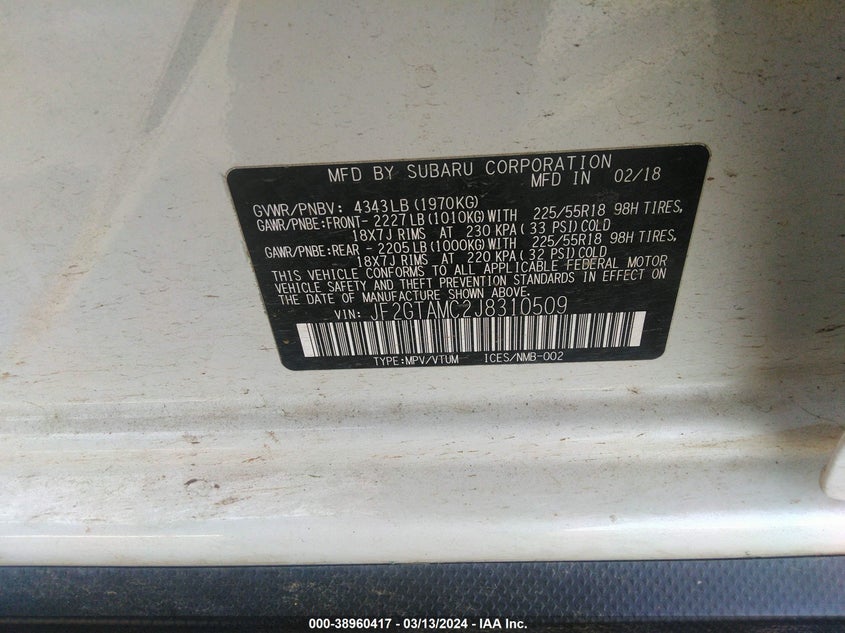 MFD BY SUBARU CORPORATION
MFD IN 02/18
GVWR/PNBV: 4343LB(1970KG)
GAWR/PNBE:FRONT- 2227LB(1010KG)WITH 225/55R18 98H TIRES,
18X7J RIMS AT 230 KPA( 33 PSI)COLD
GAWR/PNBE:REAR - 2205LB(1000KG)WITH 225/55R18 98H TIRES,
18X7J RIMS AT 220 KPA( 32 PSI)COLD
THIS VEHICLE CONFORMS TO ALL APPLICABLE FEDERAL MOTOR
VEHICLE SAFETY AND THEFT PREVENTION STANDARDS IN EFFECT ON
THE DATE OF MANUFACTURE SHOWN ABOVE.
VIN: JF2GTAMC2J8310509
TYPE:MPV/VTUM ICES/NMB-002
000-38960417 - 03/13/2024 - IAA Inc.